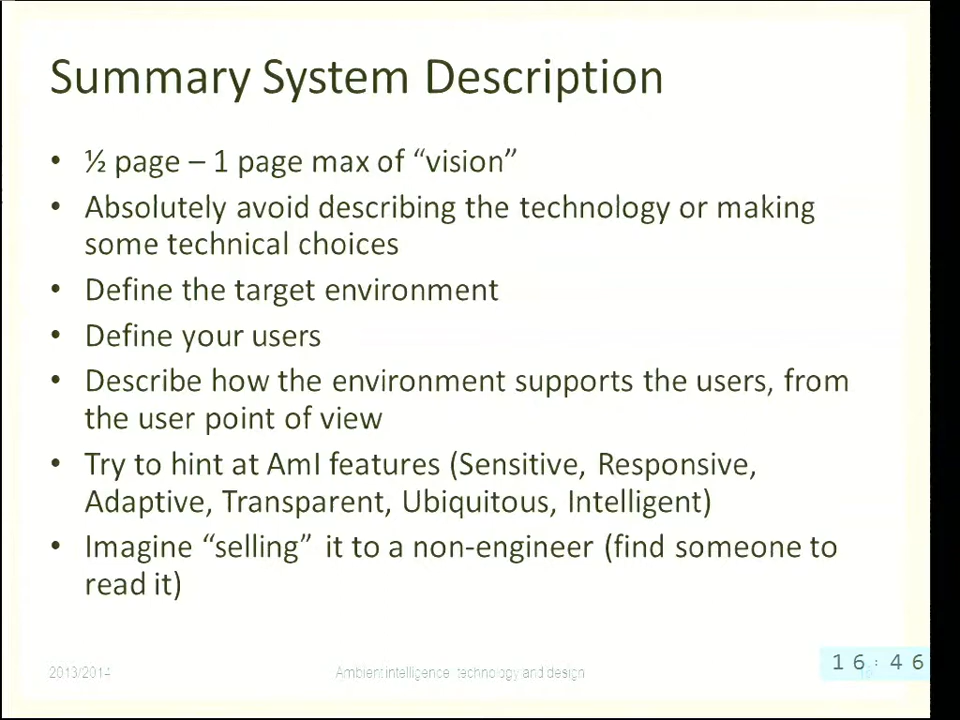 Summary System Description
• ½ page – 1 page max of “vision”
• Absolutely avoid describing the technology or making
some technical choices
• Define the target environment
• Define your users
• Describe how the environment supports the users, from
the user point of view
• Try to hint at AmI features (Sensitive, Responsive,
Adaptive, Transparent, Ubiquitous, Intelligent)
• Imagine “selling” it to a non-engineer (find someone to
read it)
2013/2014 Ambient intelligence: technology and design
16:46